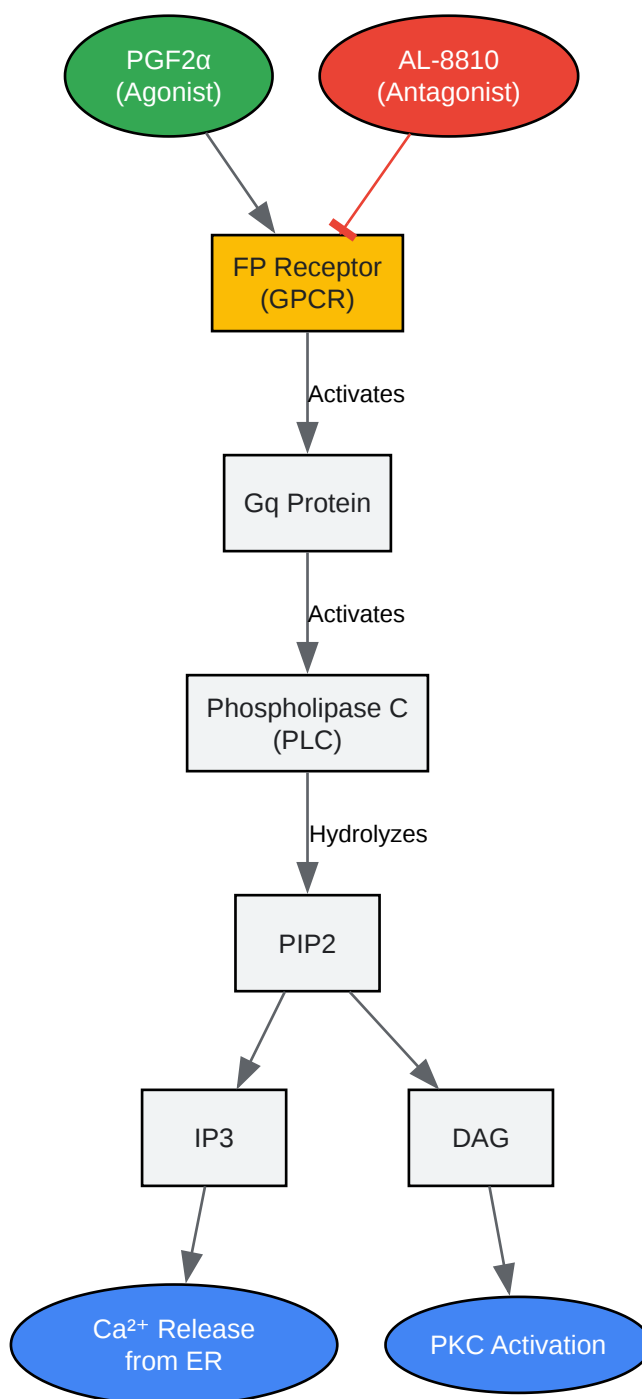 PGF2α
(Agonist)
AL-8810
(Antagonist)
FP Receptor
(GPCR)
Activates
Gq Protein
Activates
Phospholipase C
(PLC)
Hydrolyzes
PIP2
IP3
DAG
Ca²⁺ Release
from ER
PKC Activation